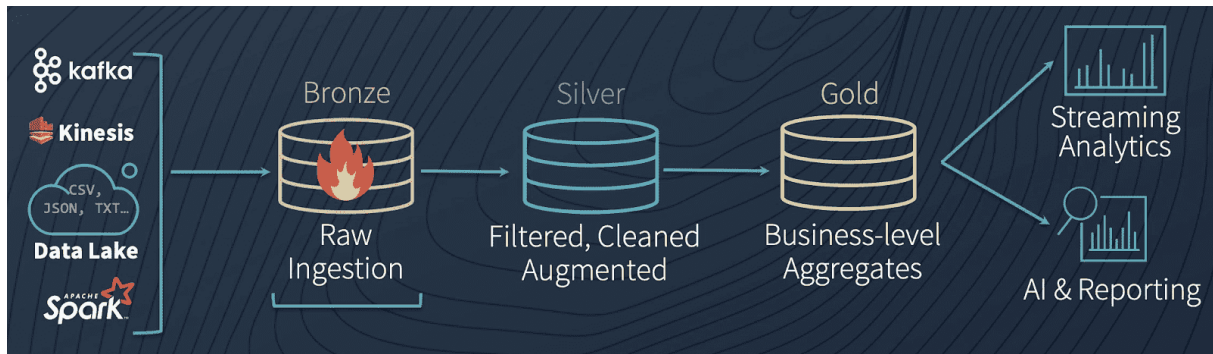 kafka
Kinesis
CSV,
JSON, TXT...
Data Lake
APACHE
Spark™
Bronze
Raw
Ingestion
Silver
Filtered, Cleaned
Augmented
Gold
Business-level
Aggregates
Streaming
Analytics
AI & Reporting